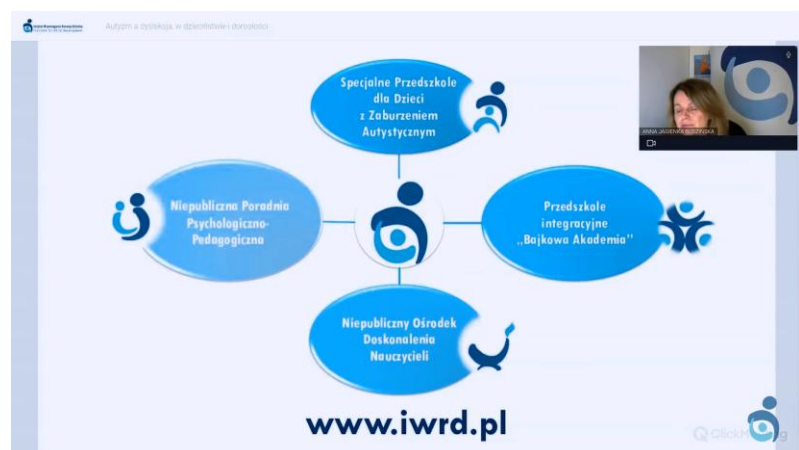 Autyzm a dysleksja, w dzieciństwie i dorosłości
Specjalne Przedszkole
dla Dzieci
z Zaburzeniem
Autystycznym
Niepubliczna Poradnia
Psychologiczno-
Pedagogiczna
Przedszkole
integracyjne
„Bajkowa Akademia"
Niepubliczny Ośrodek
Doskonalenia
Nauczycieli
www.iwrd.pl